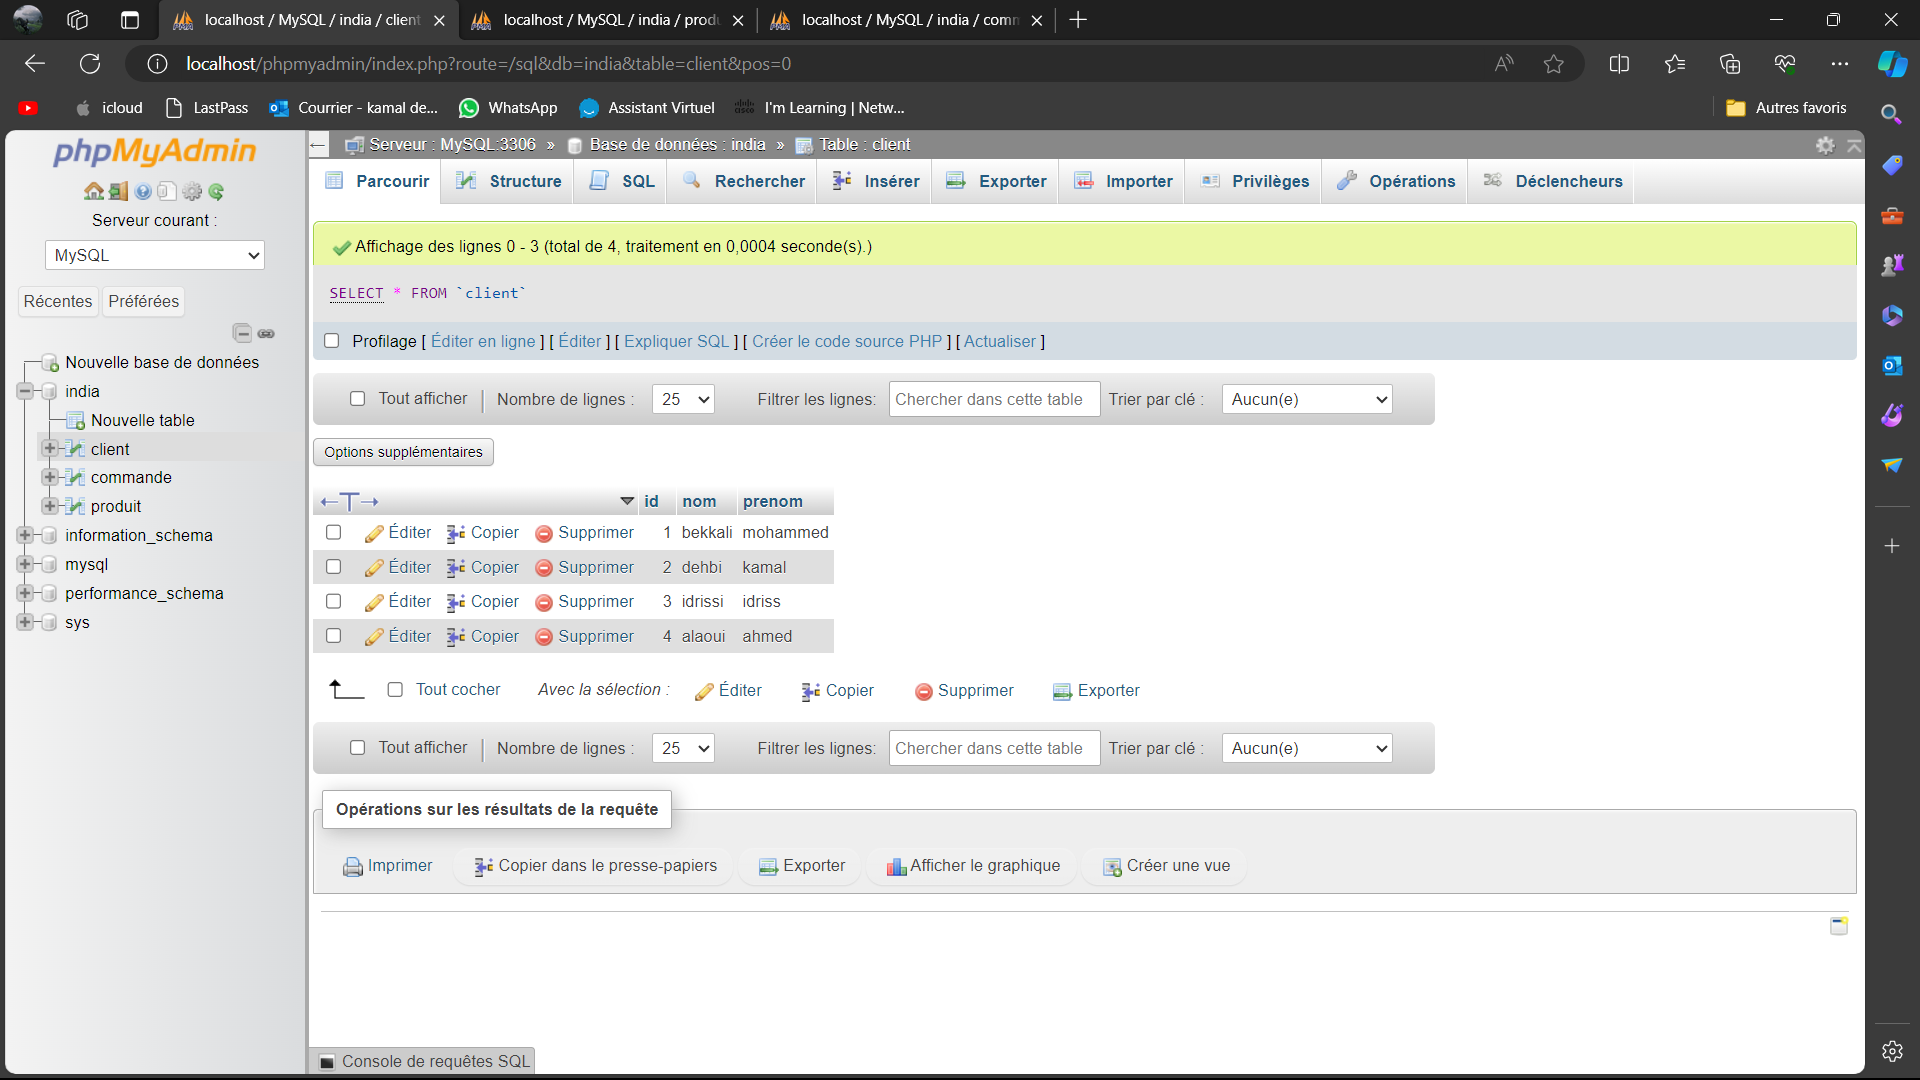 localhost / MySQL / india / client
localhost / MySQL / india / produ
localhost / MySQL / india / comm
localhost/phpmyadmin/index.php?route=/sql&db=india&table=client&pos=0
icloud
LastPass
Courrier - kamal de...
WhatsApp
Assistant Virtuel
I'm Learning | Netw...
Autres favoris
phpMyAdmin
Serveur courant :
MySQL
Récentes
Préférées
Nouvelle base de données
india
Nouvelle table
client
commande
produit
information_schema
mysql
performance_schema
sys
Serveur : MySQL:3306 » Base de données : india » Table : client
Parcourir
Structure
SQL
Rechercher
Insérer
Exporter
Importer
Privilèges
Opérations
Déclencheurs
Affichage des lignes 0 - 3 (total de 4, traitement en 0,0004 seconde(s).)
SELECT * FROM `client`
Profilage [ Éditer en ligne ] [ Éditer ] [ Expliquer SQL ] [ Créer le code source PHP ] [ Actualiser ]
Tout afficher | Nombre de lignes : 25 Filtrer les lignes: Chercher dans cette table Trier par clé : Aucun(e)
Options supplémentaires
←T→ id nom prenom
Éditer Copier Supprimer 1 bekkali mohammed
Éditer Copier Supprimer 2 dehbi kamal
Éditer Copier Supprimer 3 idrissi idriss
Éditer Copier Supprimer 4 alaoui ahmed
Tout cocher Avec la sélection : Éditer Copier Supprimer Exporter
Tout afficher | Nombre de lignes : 25 Filtrer les lignes: Chercher dans cette table Trier par clé : Aucun(e)
Opérations sur les résultats de la requête
Imprimer Copier dans le presse-papiers Exporter Afficher le graphique Créer une vue
Console de requêtes SQL